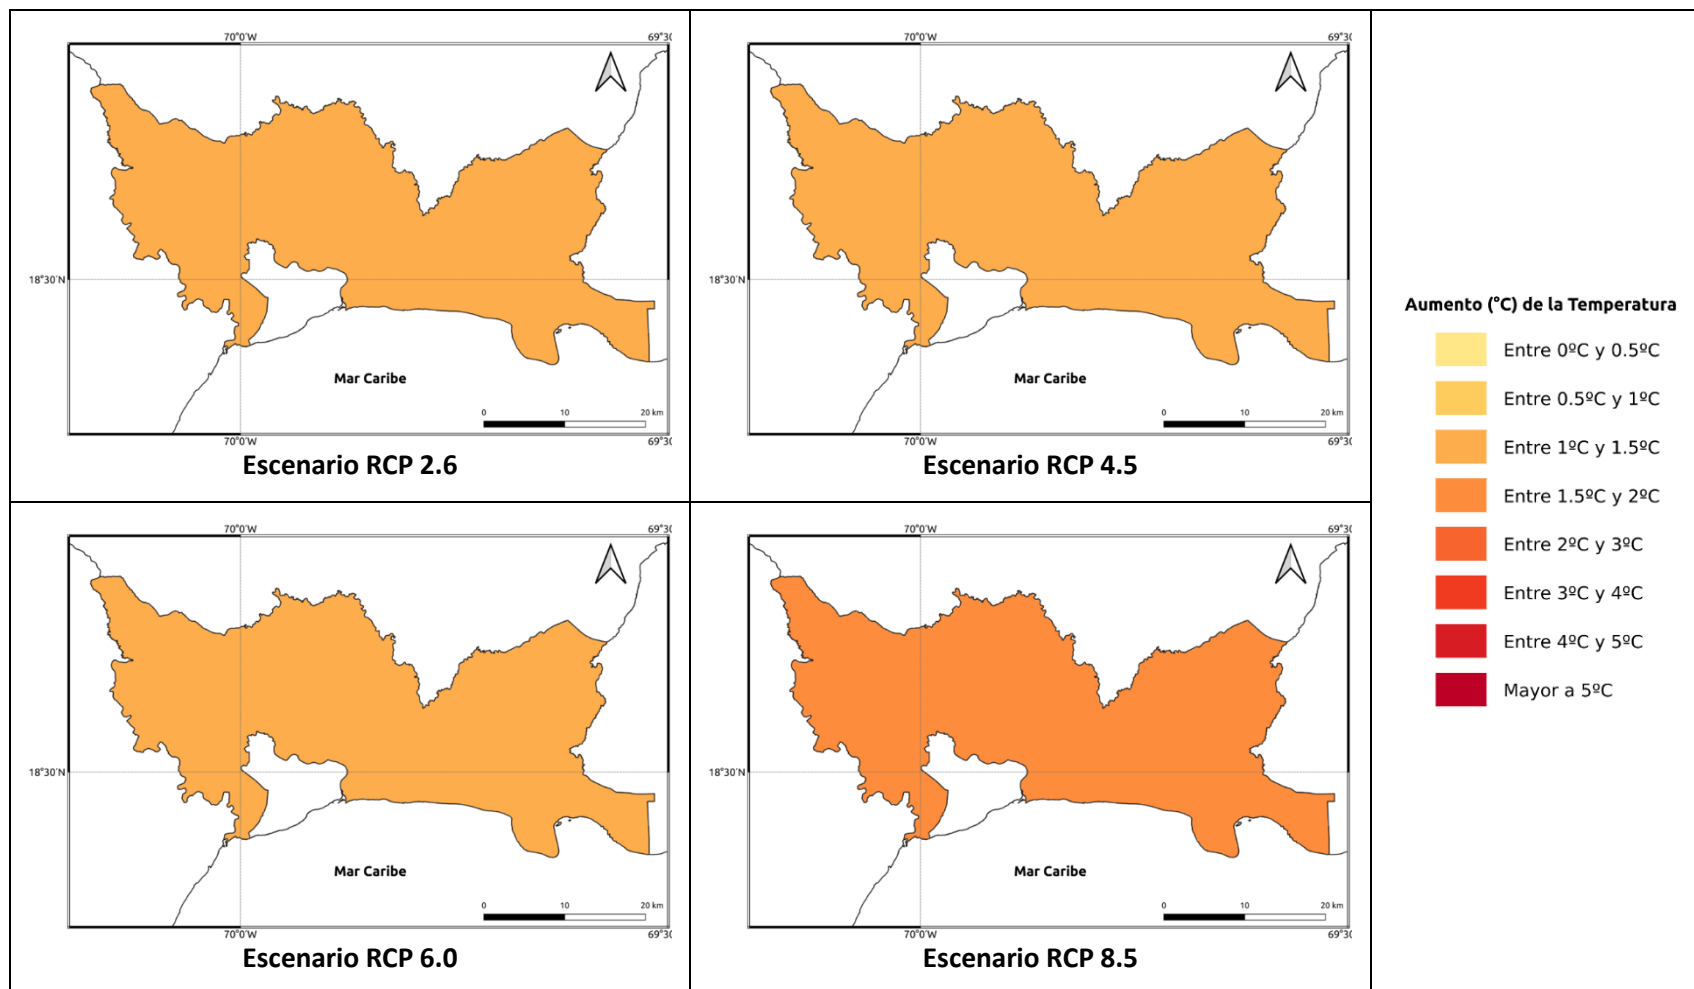 70°0'W
69°30
18°30'N
Mar Caribe
0 10 20 km
70°0'W
69°30
Escenario RCP 2.6
70°0'W
69°30
18°30'N
Mar Caribe
0 10 20 km
70°0'W
69°30
Escenario RCP 4.5
70°0'W
69°30
18°30'N
Mar Caribe
0 10 20 km
70°0'W
69°30
Escenario RCP 6.0
70°0'W
69°30
18°30'N
Mar Caribe
0 10 20 km
70°0'W
69°30
Escenario RCP 8.5
Aumento (°C) de la Temperatura
Entre 0ºC y 0.5ºC
Entre 0.5ºC y 1ºC
Entre 1ºC y 1.5ºC
Entre 1.5ºC y 2ºC
Entre 2ºC y 3ºC
Entre 3ºC y 4ºC
Entre 4ºC y 5ºC
Mayor a 5ºC